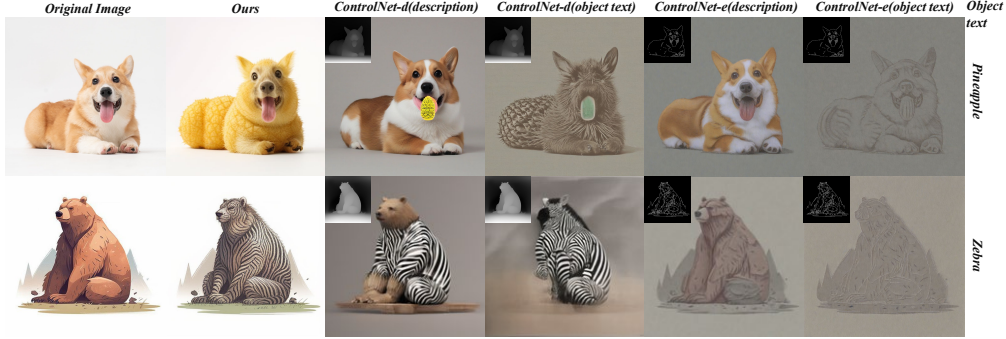 Original Image
Ours
ControlNet-d(description)
ControlNet-d(object text)
ControlNet-e(description)
ControlNet-e(object text)
Object
text
Pineapple
Zebra